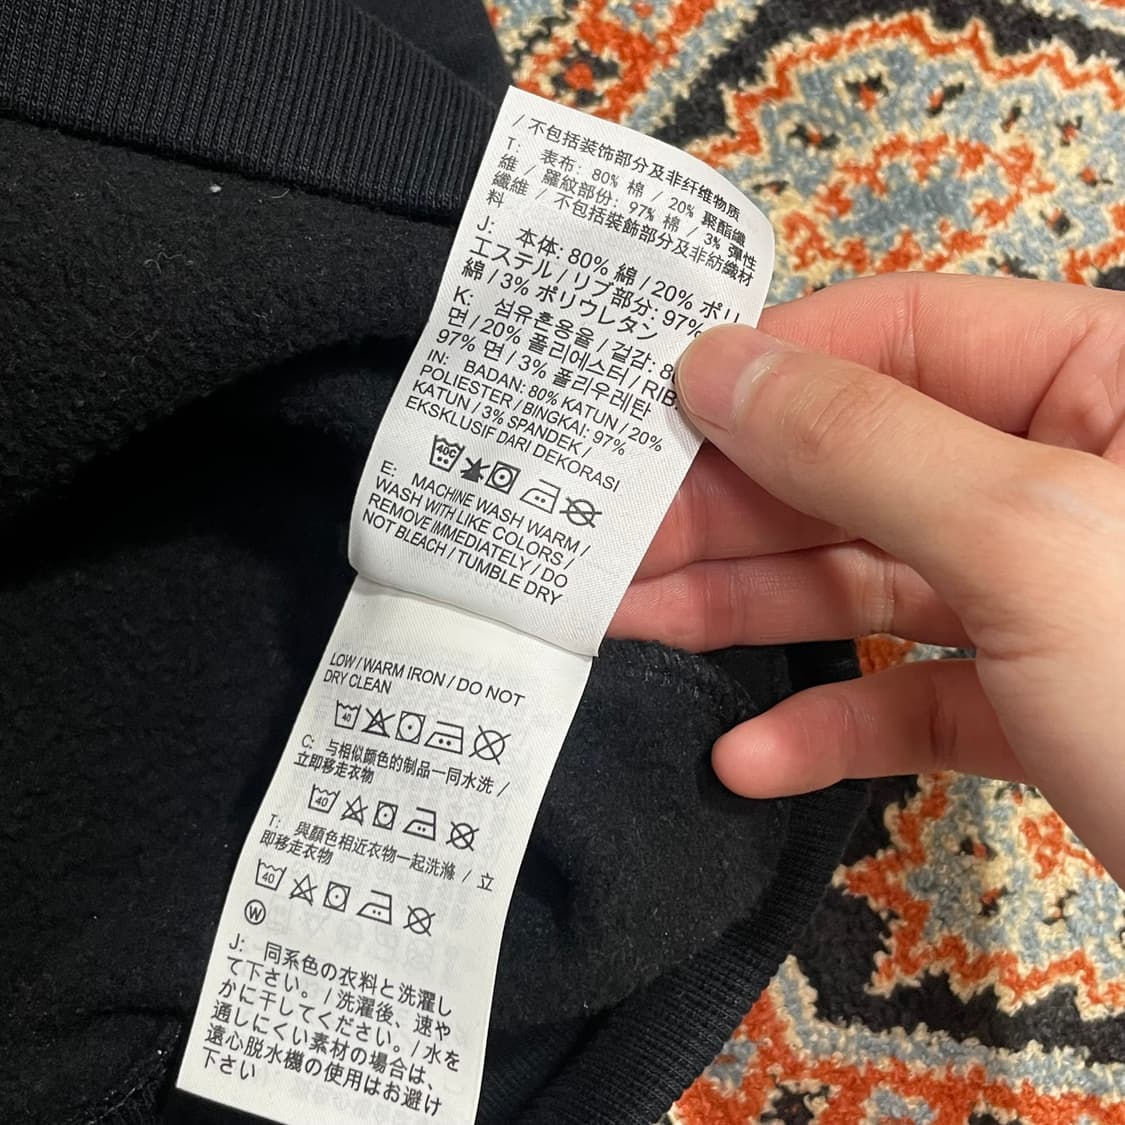 / 不包括装饰部分及非纤维物质
T: 表布: 80% 棉 / 20% 聚酯纖
維 / 羅紋部份: 97% 棉 / 3% 彈性
纖維 / 不包括裝飾部分及非紡織材
料
J: 本体: 80% 綿 / 20% ポリ
エステル / リブ部分: 97%
綿 / 3% ポリウレタン
K: 섬유혼용율 / 겉감:
면 / 20% 폴리에스터 / RIB:
97% 면 / 3% 폴리우레탄
IN: BADAN: 80% KATUN / 20%
POLIESTER / BINGKAI: 97%
KATUN / 3% SPANDEK /
EKSKLUSIF DARI DEKORASI
40C
E: MACHINE WASH WARM /
WASH WITH LIKE COLORS /
REMOVE IMMEDIATELY / DO
NOT BLEACH / TUMBLE DRY
LOW / WARM IRON / DO NOT
DRY CLEAN
40
C: 与相似颜色的制品一同水洗 /
立即移走衣物
40
T: 與顏色相近衣物一起洗滌 / 立
即移走衣物
40
W
J: 同系色の衣料と洗濯し
て下さい。 / 洗濯後、速や
かに干してください。 / 水を
通しにくい素材の場合は、
遠心脱水機の使用はお避け
下さい